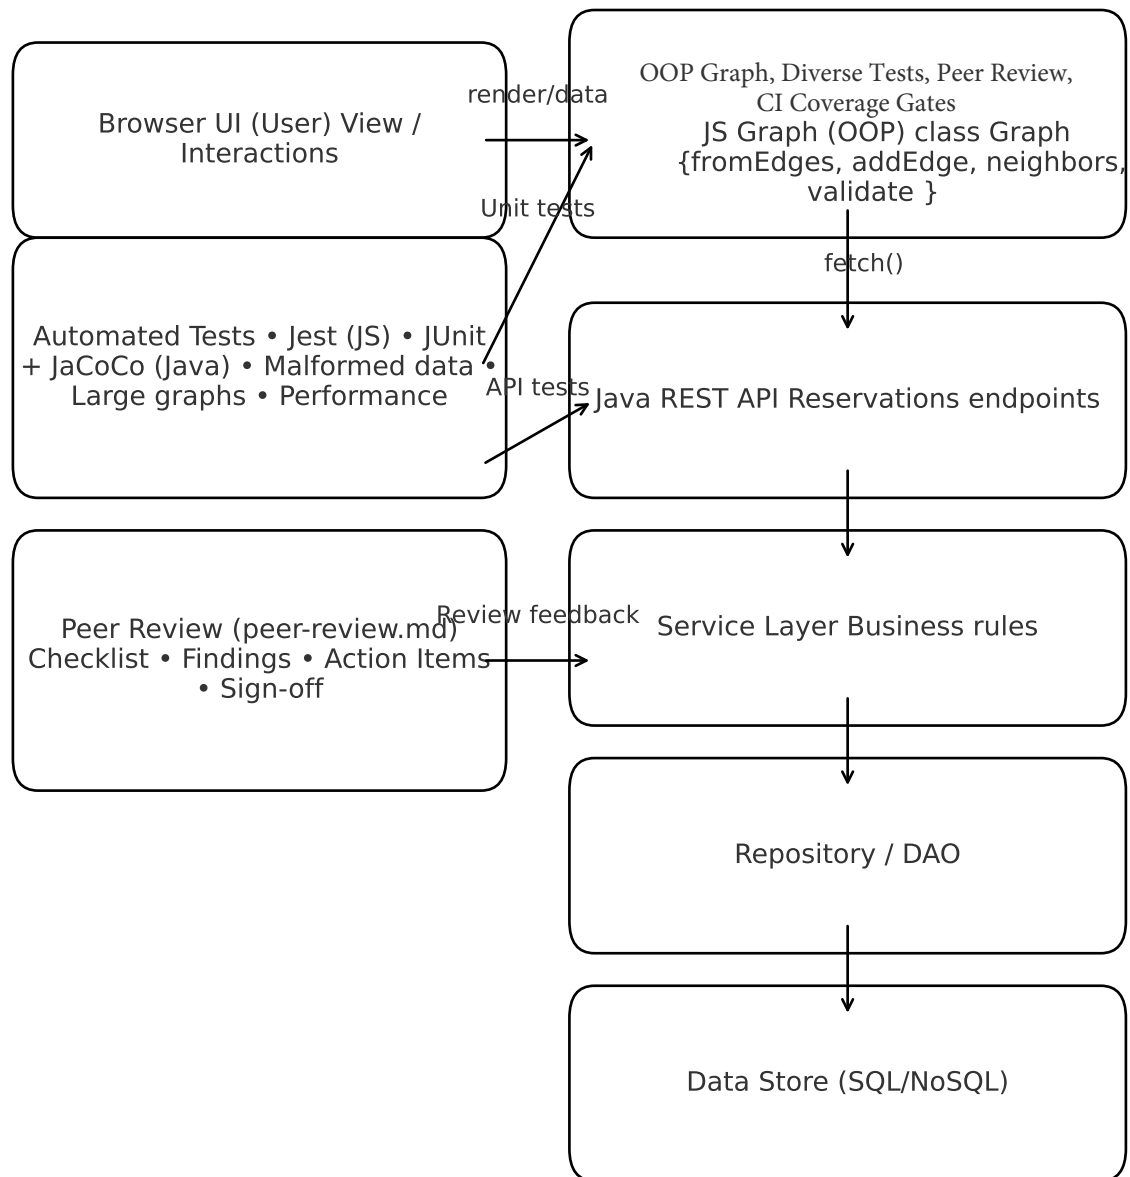 Browser UI (User) View /
Interactions
render/data
OOP Graph, Diverse Tests, Peer Review,
CI Coverage Gates
JS Graph (OOP) class Graph
{fromEdges, addEdge, neighbors,
validate }
Unit tests
fetch()
Automated Tests • Jest (JS) • JUnit
+ JaCoCo (Java) • Malformed data •
Large graphs • Performance
API tests
Java REST API Reservations endpoints
Peer Review (peer-review.md)
Checklist • Findings • Action Items
• Sign-off
Review feedback
Service Layer Business rules
Repository / DAO
Data Store (SQL/NoSQL)